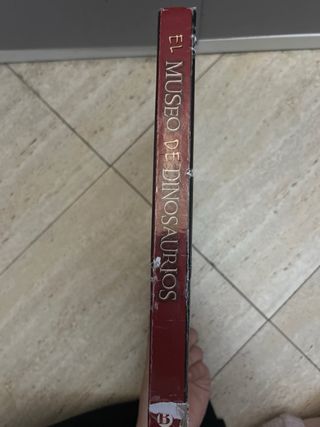 EL MUSEO DE DINOSAURIOS
B